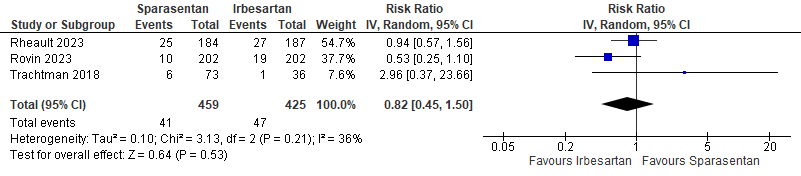 Sparasentan Irbesartan Risk Ratio Risk Ratio
Study or Subgroup Events Total Events Total Weight IV, Random, 95% CI IV, Random, 95% CI
Rheault 2023 25 184 27 187 54.7% 0.94 [0.57, 1.56]
Rovin 2023 10 202 19 202 37.7% 0.53 [0.25, 1.10]
Trachtman 2018 6 73 1 36 7.6% 2.96 [0.37, 23.66]
Total (95% CI) 459 425 100.0% 0.82 [0.45, 1.50]
Total events 41 47
Heterogeneity: Tau² = 0.10; Chi² = 3.13, df = 2 (P = 0.21); I² = 36%
Test for overall effect: Z = 0.64 (P = 0.53)
0.05 0.2 1 5 20
Favours Irbesartan Favours Sparasentan